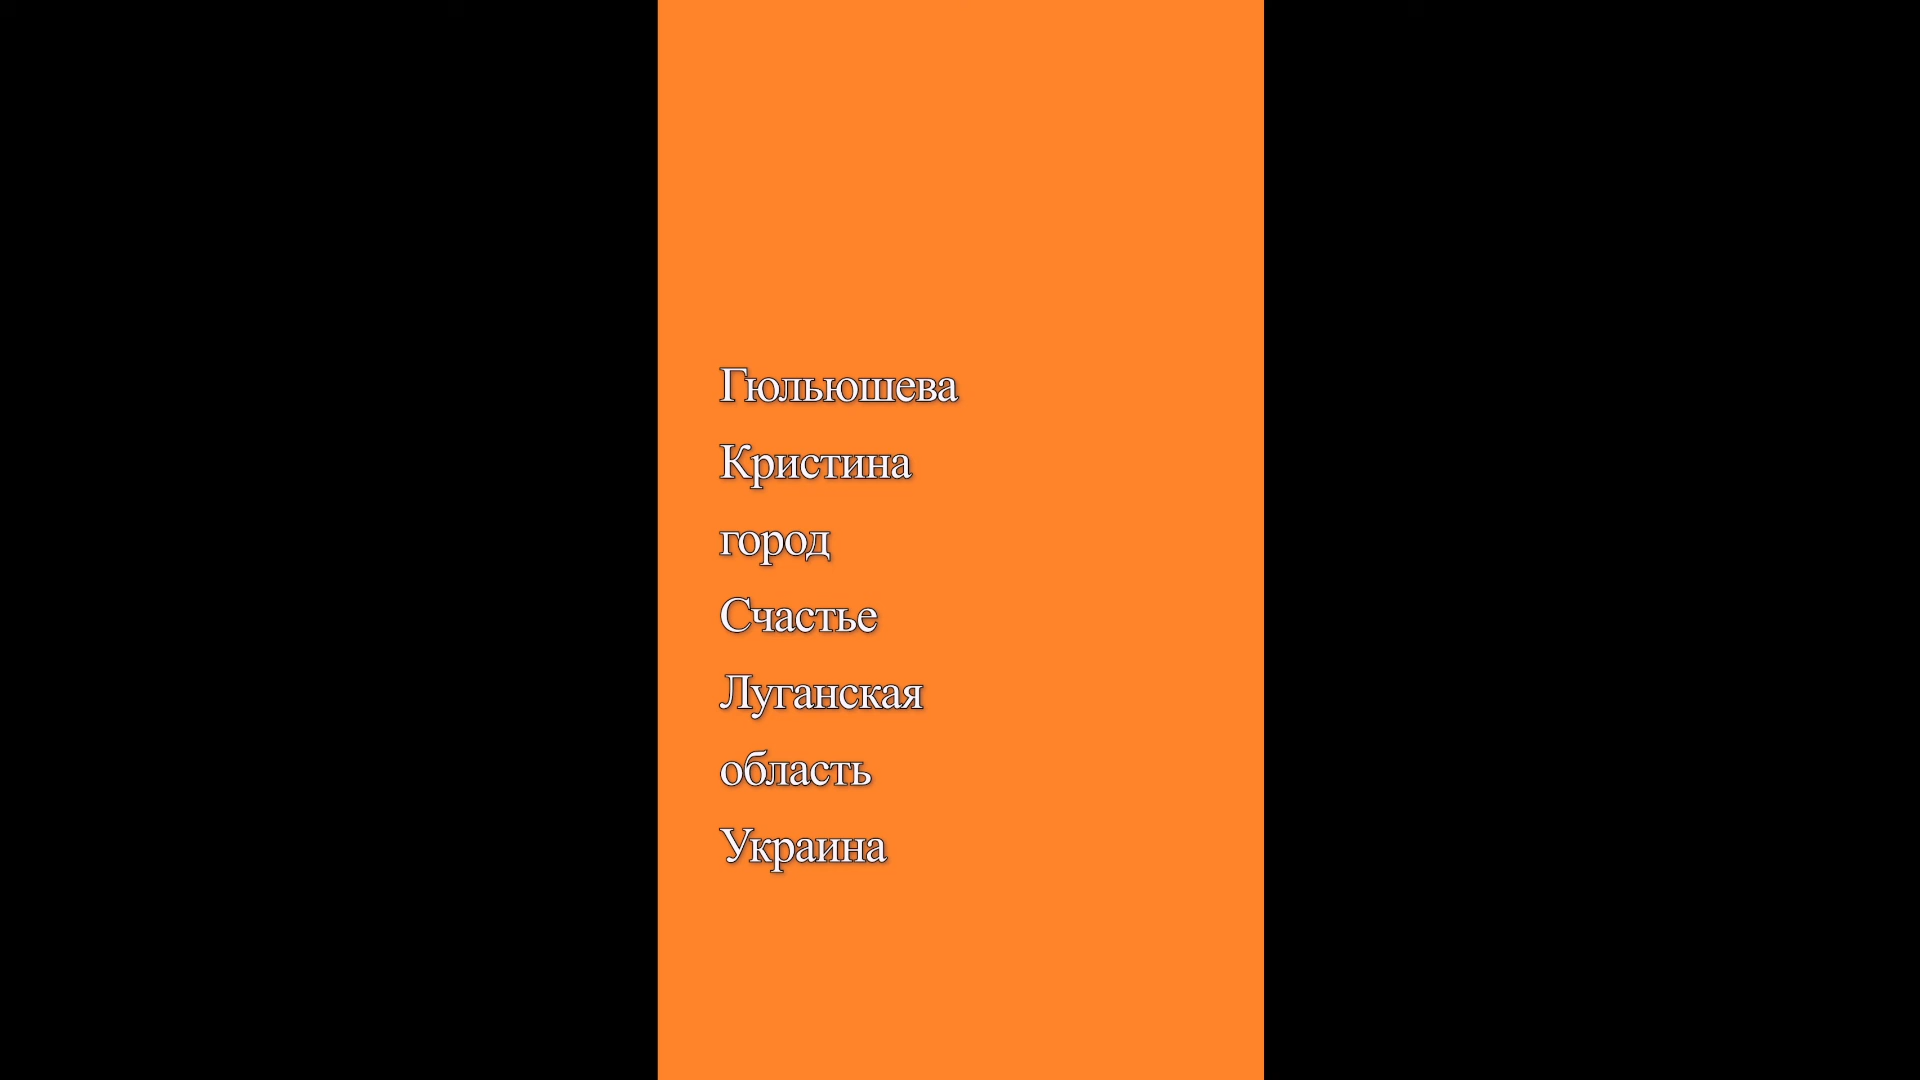 Гюльюшева
Кристина
город
Счастье
Луганская
область
Украина